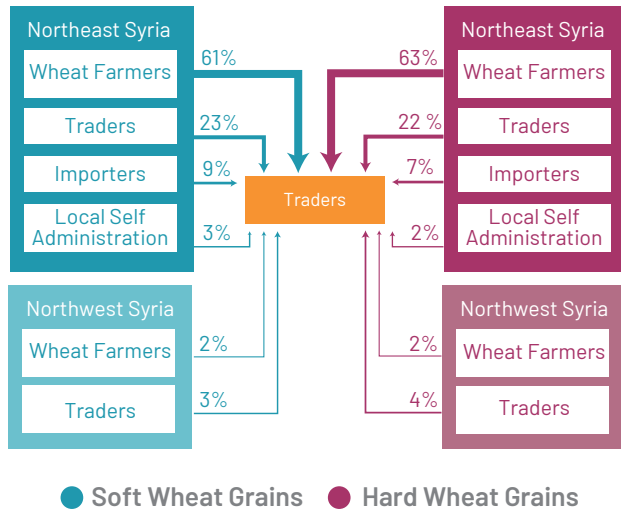 Northeast Syria
Wheat Farmers
61%
Traders
23%
Importers
9%
Local Self
Administration
3%
Northwest Syria
Wheat Farmers
2%
Traders
3%
Traders
Northeast Syria
63%
Wheat Farmers
22 %
Traders
7%
Importers
Local Self
Administration
2%
Northwest Syria
2%
Wheat Farmers
4%
Traders
Soft Wheat Grains
Hard Wheat Grains